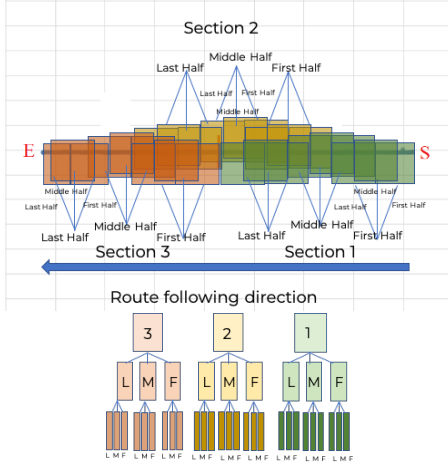 Section 2
Middle Half
Last Half
First Half
Last Half
First Half
Middle Half
E
S
Middle Half
Last Half
First Half
Middle Half
Last Half
First Half
Last Half
Middle Half
First Half
Last Half
Middle Half
First Half
Section 3
Section 1
Route following direction
3
2
1
L M F
L M F
L M F
L M F
L M F
L M F
L M F
L M F
L M F
L M F
L M F
L M F